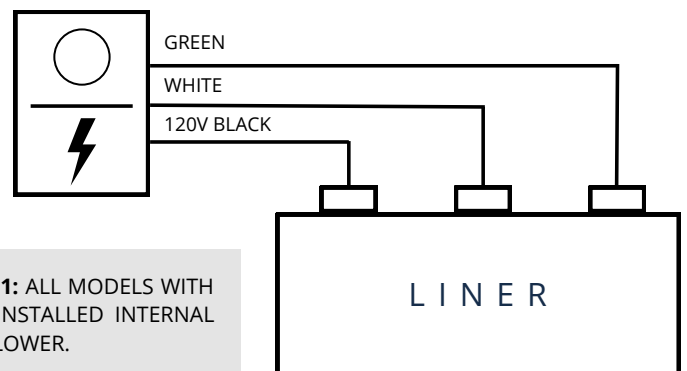 GREEN
WHITE
120V BLACK
LINER
1: ALL MODELS WITH
NSTALLED INTERNAL
LOWER.